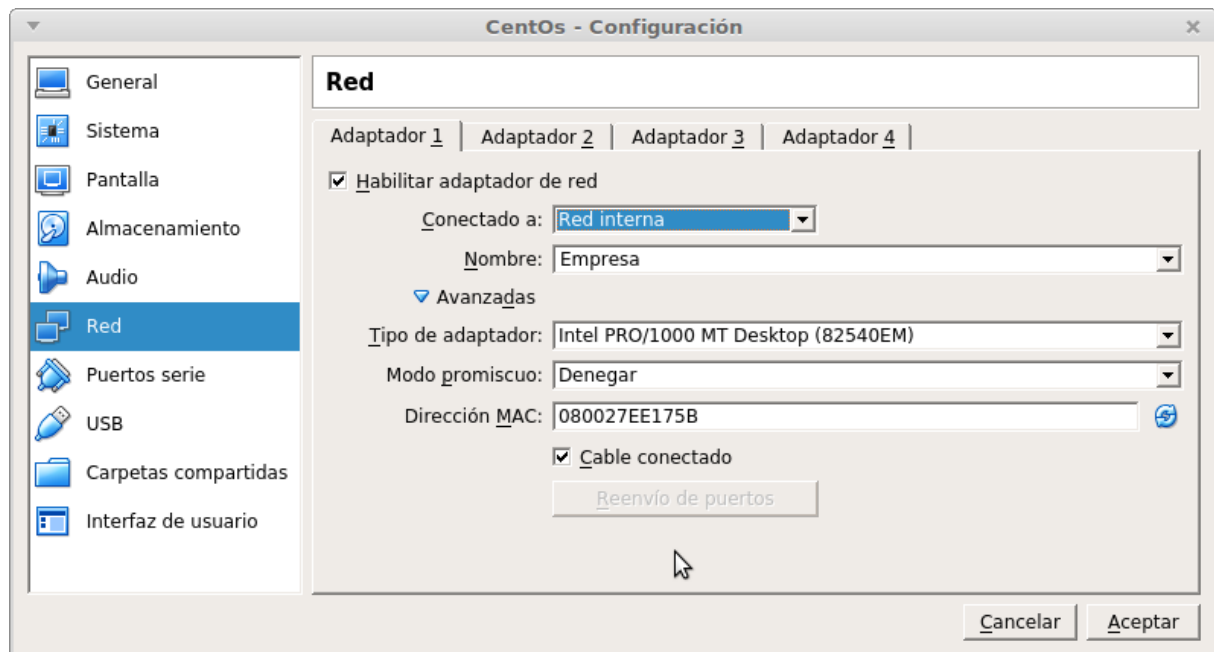 CentOs - Configuración
General
Sistema
Pantalla
Almacenamiento
Audio
Red
Puertos serie
USB
Carpetas compartidas
Interfaz de usuario
Red
Adaptador 1 Adaptador 2 Adaptador 3 Adaptador 4
Habilitar adaptador de red
Conectado a: Red interna
Nombre: Empresa
Avanzadas
Tipo de adaptador: Intel PRO/1000 MT Desktop (82540EM)
Modo promiscuo: Denegar
Dirección MAC: 080027EE175B
Cable conectado
Reenvío de puertos
Cancelar Aceptar